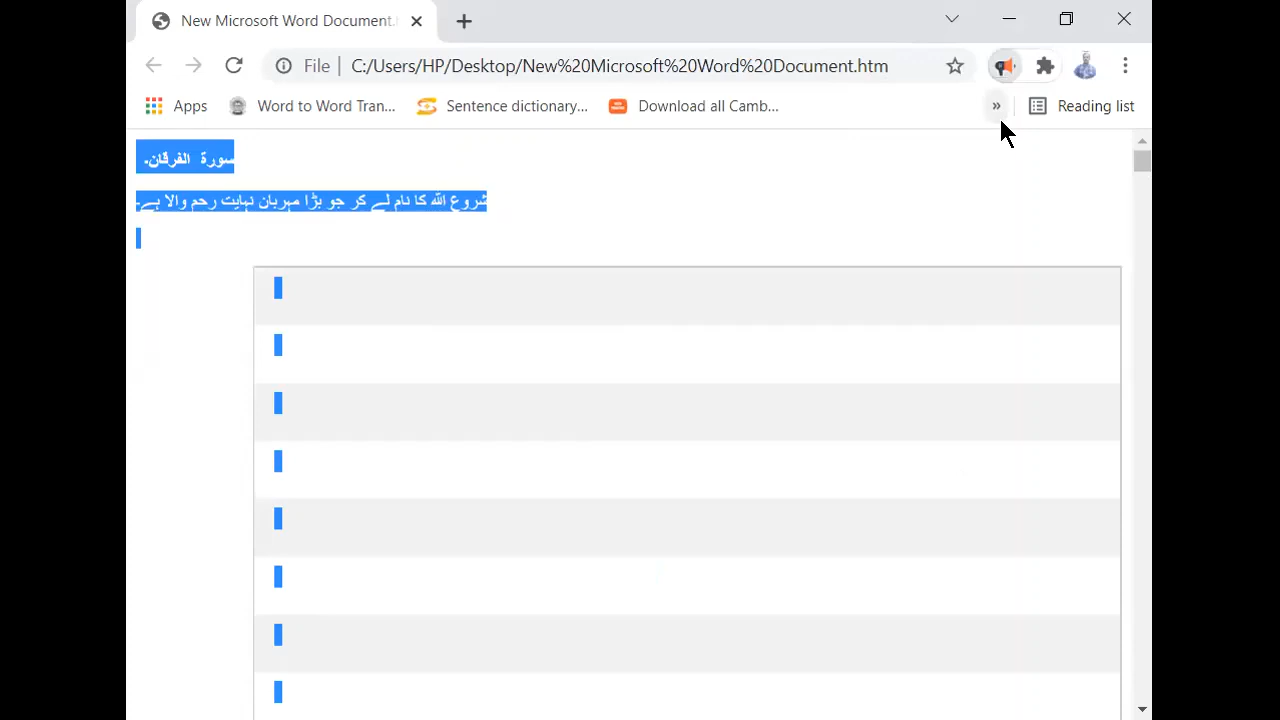 New Microsoft Word Document.h
File
C:/Users/HP/Desktop/New%20Microsoft%20Word%20Document.htm
Apps
Word to Word Tran...
Sentence dictionary...
Download all Camb...
»
Reading list
سورة الفرقان۔
شروع الله کا نام لے کر جو بڑا مہربان نہایت رحم والا ہے۔